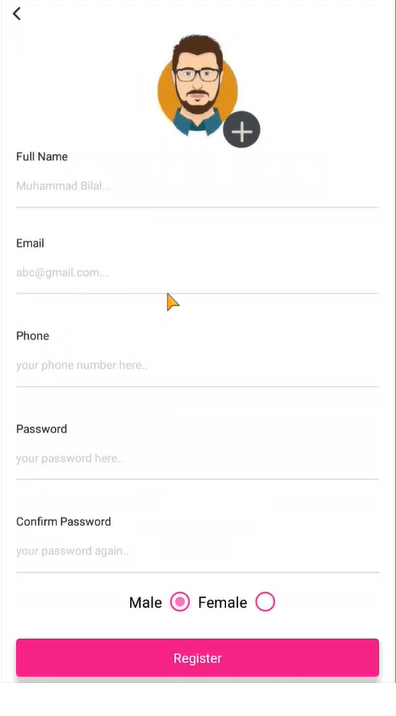 Full Name
Muhammad Bilal...
Email
abc@gmail.com...
Phone
your phone number here..
Password
your password here..
Confirm Password
your password again..
Male Female
Register